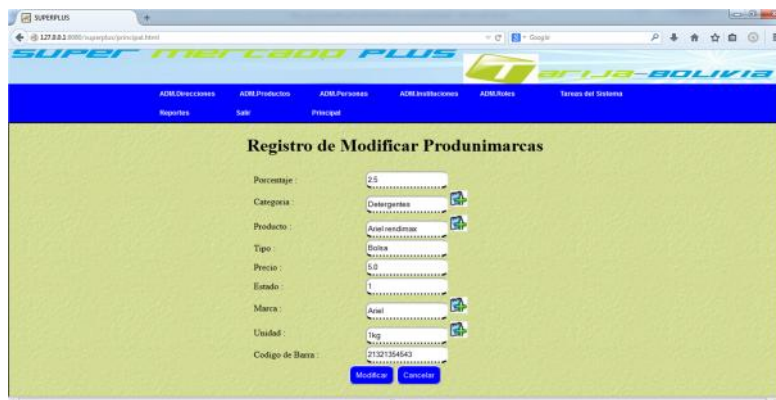 SUPERPLUS
127.0.0.1:8080/superplus/principal.html
Google
SUPER MERCADO PLUS
Tarija-BOLIVIA
ADM.Direcciones ADM.Productos ADM.Personas ADM.Instituciones ADM.Roles Tareas del Sistema
Reportes Salir Principal
Registro de Modificar Produnimarcas
Porcentaje : 2.5
Categoria : Detergentes
Producto : Ariel rendimax
Tipo : Bolsa
Precio : 5.0
Estado : 1
Marca : Ariel
Unidad : 1kg
Codigo de Barra : 21321354543
Modificar Cancelar